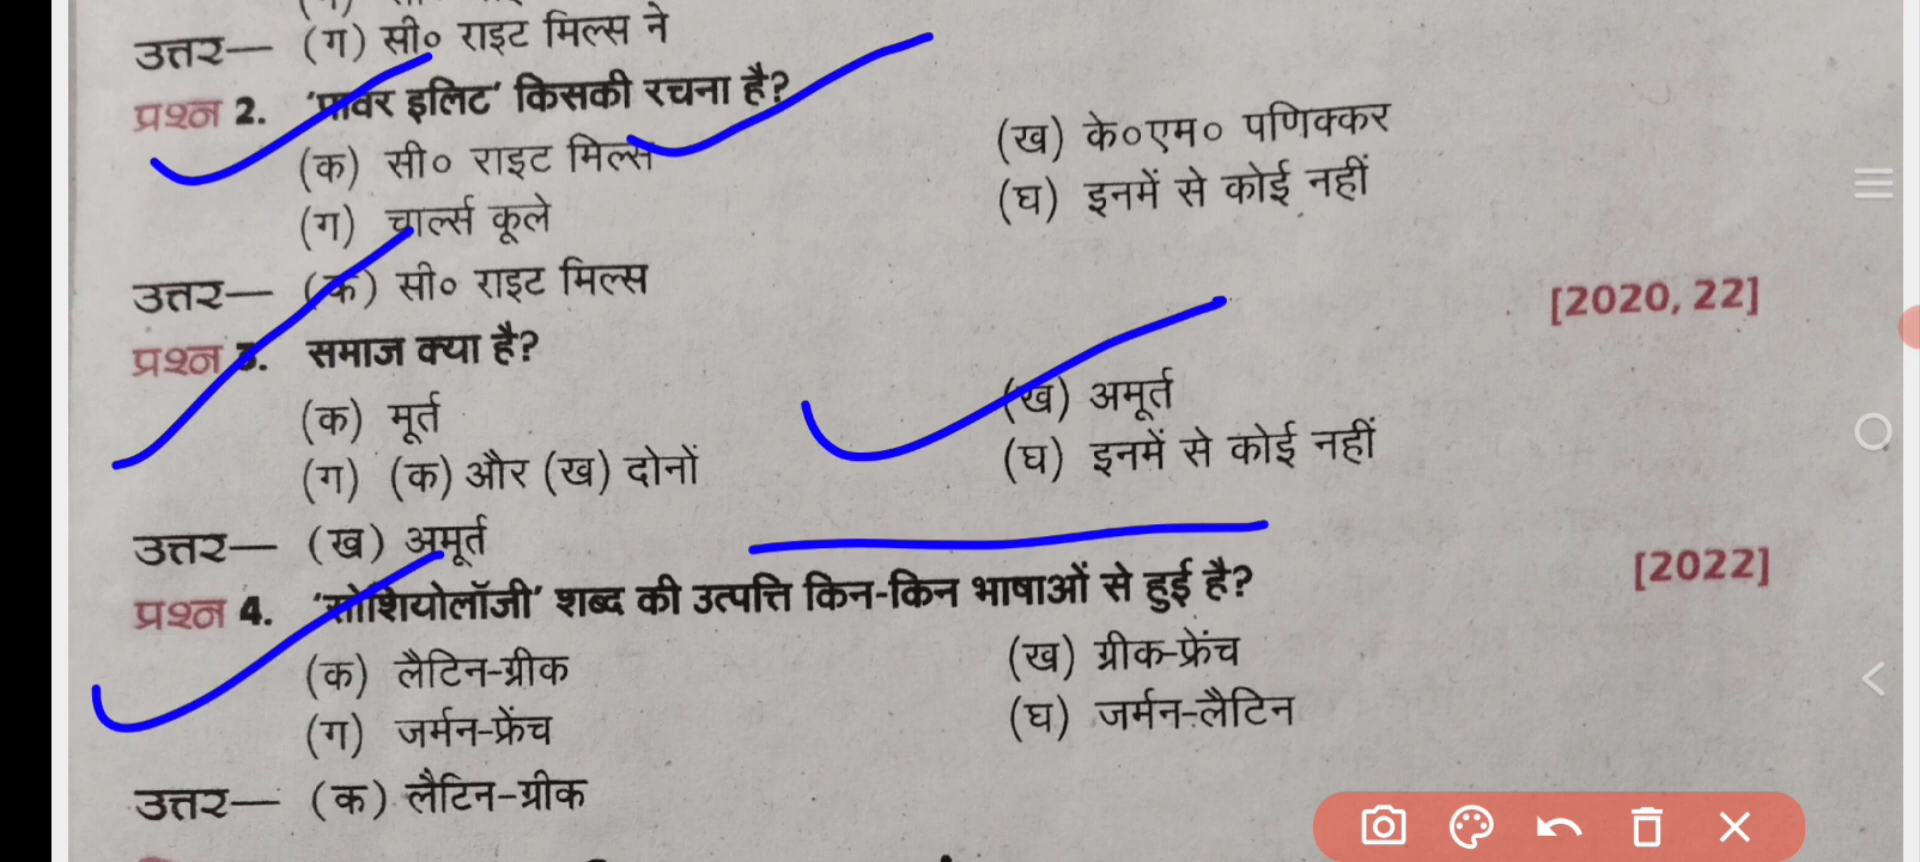 उत्तर— (ग) सी० राइट मिल्स ने
प्रश्न 2. 'पावर इलिट' किसकी रचना है?
(क) सी० राइट मिल्स (ख) के०एम० पणिक्कर
(ग) चार्ल्स कूले (घ) इनमें से कोई नहीं
उत्तर— (क) सी० राइट मिल्स
[2020, 22]
प्रश्न 3. समाज क्या है?
(क) मूर्त (ख) अमूर्त
(ग) (क) और (ख) दोनों (घ) इनमें से कोई नहीं
उत्तर— (ख) अमूर्त
प्रश्न 4. 'सोशियोलॉजी' शब्द की उत्पत्ति किन-किन भाषाओं से हुई है? [2022]
(क) लैटिन-ग्रीक (ख) ग्रीक-फ्रेंच
(ग) जर्मन-फ्रेंच (घ) जर्मन-लैटिन
उत्तर— (क) लैटिन-ग्रीक